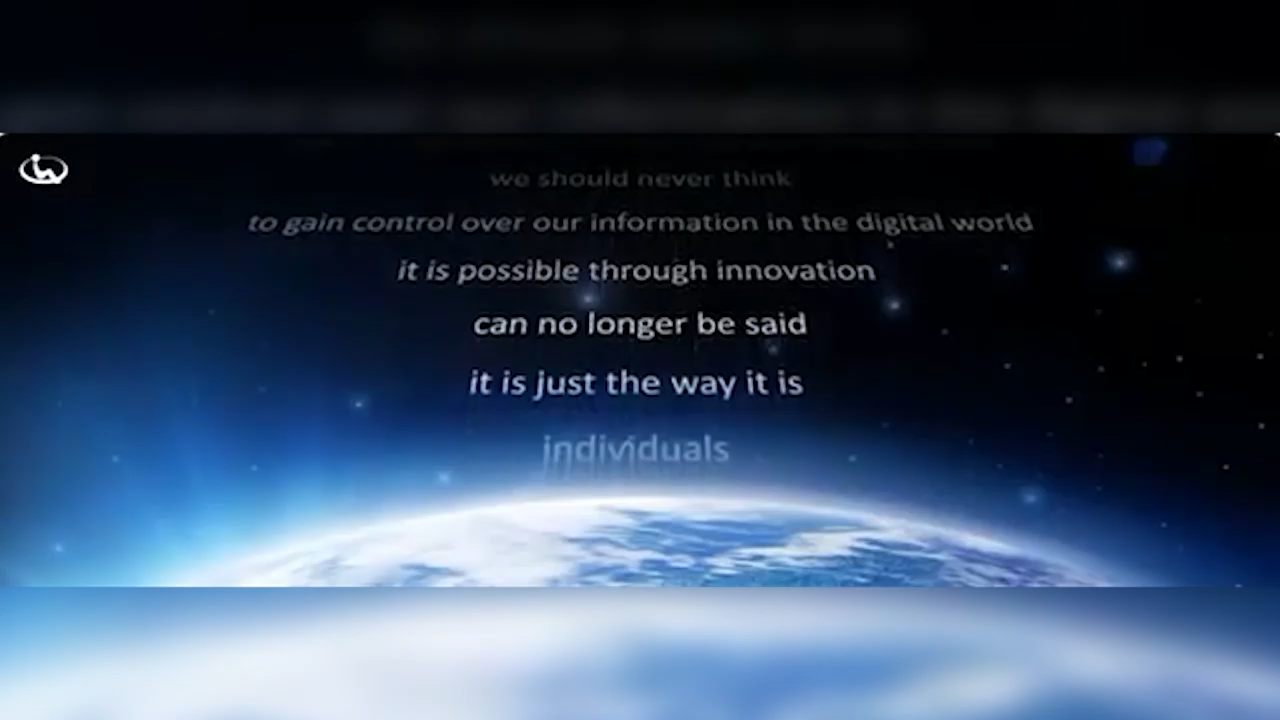 we should never think
to gain control over our information in the digital world
it is possible through innovation
can no longer be said
it is just the way it is
individuals